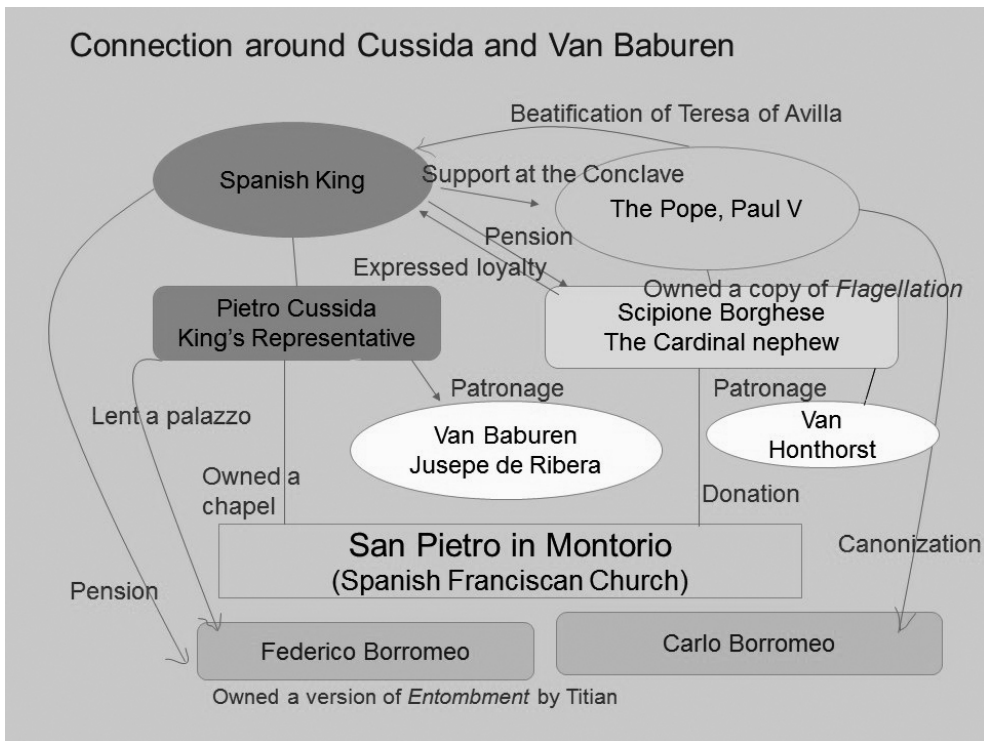 Connection around Cussida and Van Baburen
Beatification of Teresa of Avilla
Spanish King
Support at the Conclave
The Pope, Paul V
Pension
Expressed loyalty
Pietro Cussida
King's Representative
Owned a copy of Flagellation
Scipione Borghese
The Cardinal nephew
Lent a palazzo
Patronage
Van Baburen
Jusepe de Ribera
Patronage
Van
Honthorst
Owned a
chapel
Donation
San Pietro in Montorio
(Spanish Franciscan Church)
Canonization
Pension
Federico Borromeo
Carlo Borromeo
Owned a version of Entombment by Titian